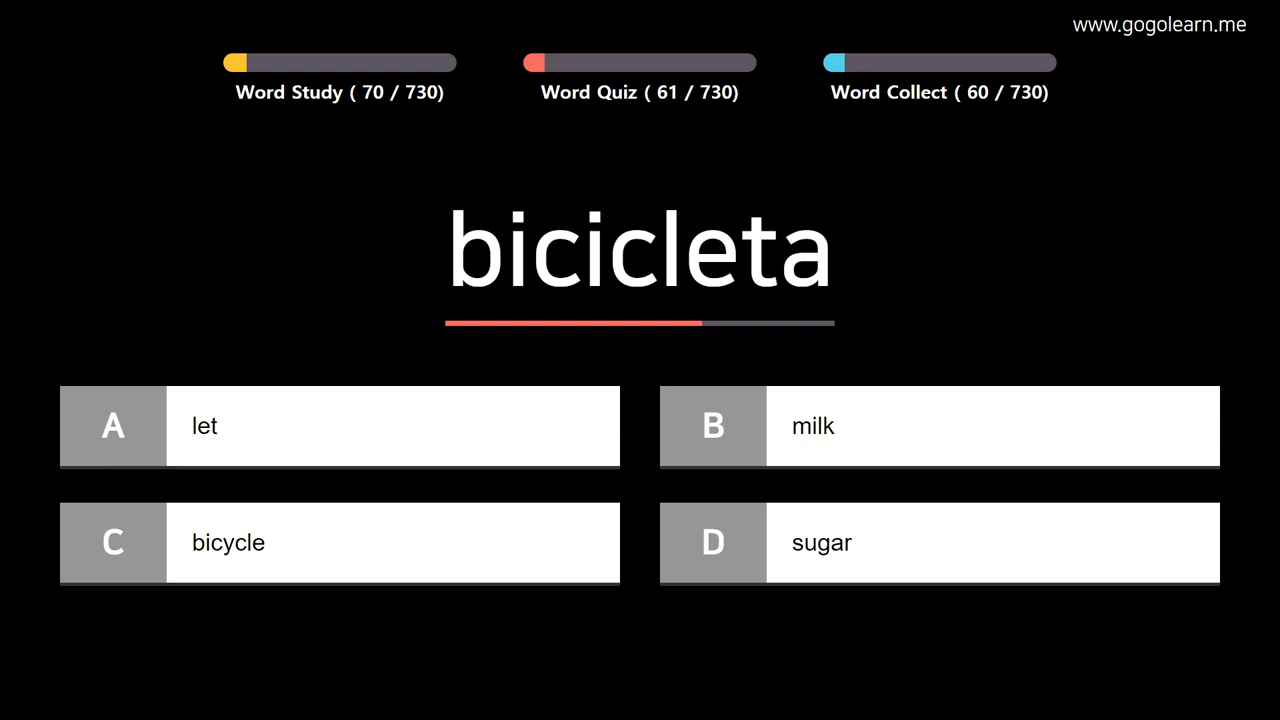 www.gogolearn.me
Word Study ( 70 / 730)
Word Quiz ( 61 / 730)
Word Collect ( 60 / 730)
bicicleta
A let
B milk
C bicycle
D sugar